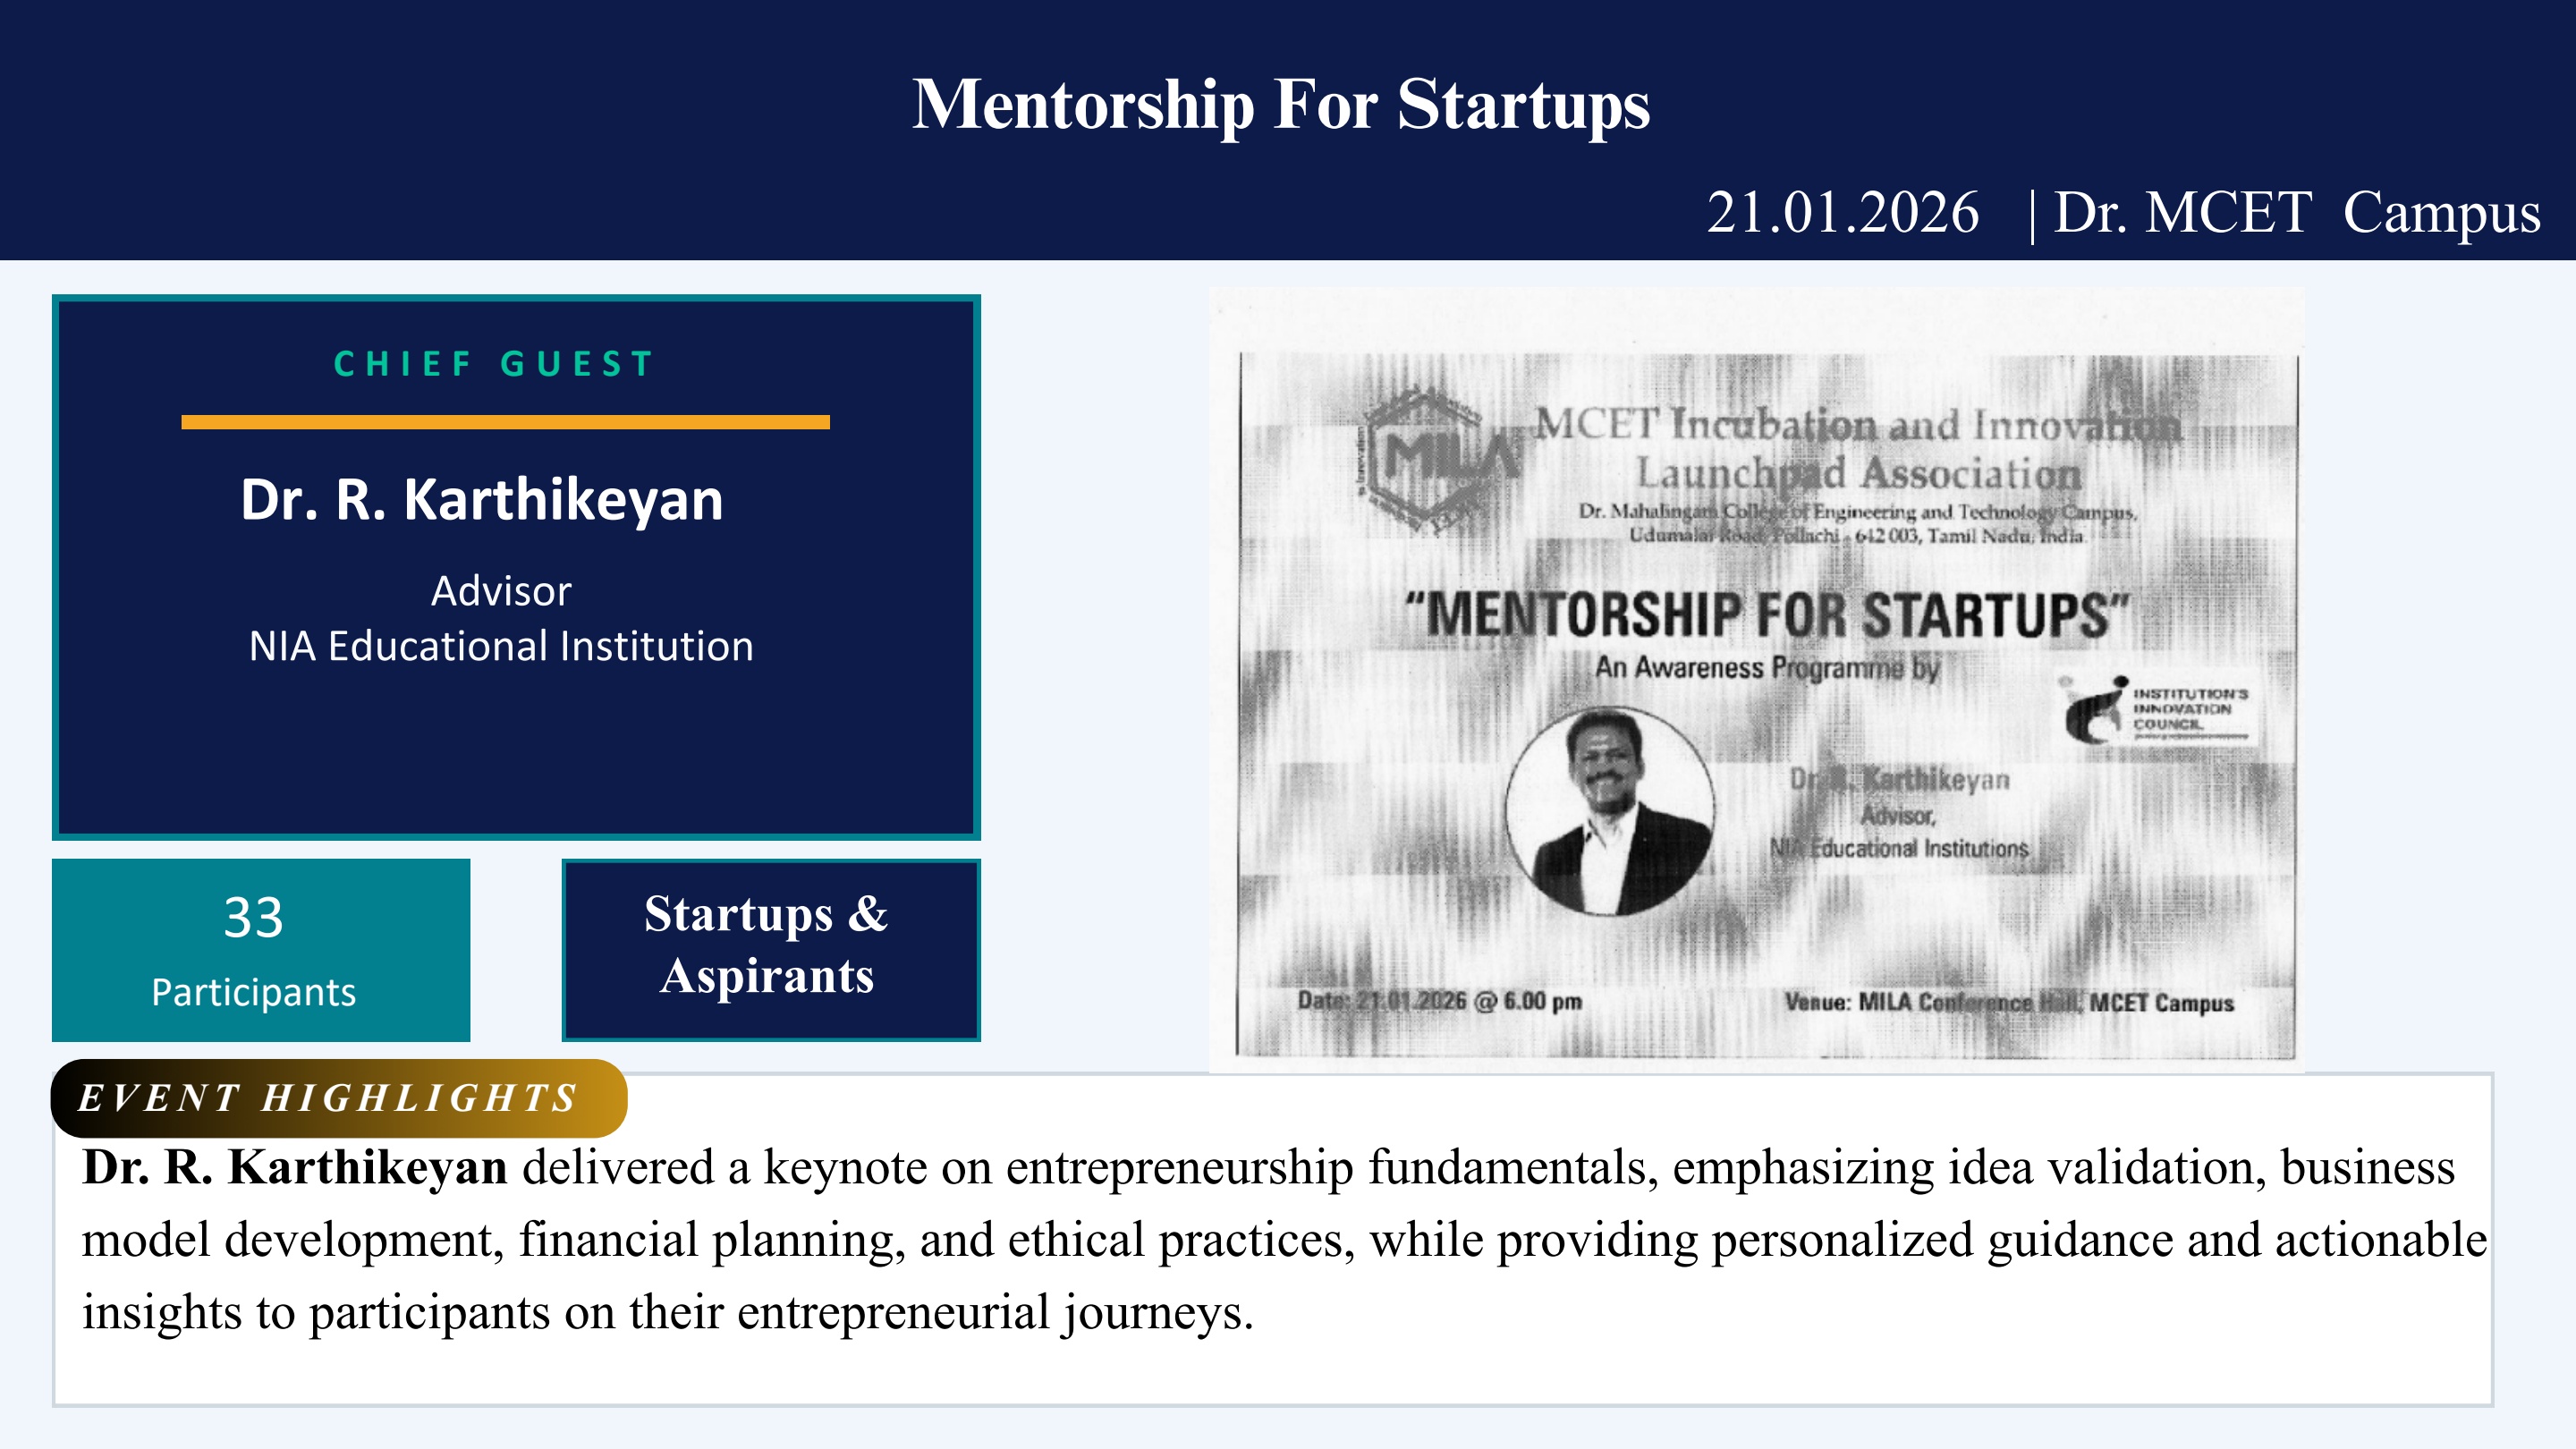 Mentorship For Startups
21.01.2026 | Dr. MCET Campus
CHIEF GUEST
Dr. R. Karthikeyan
Advisor
NIA Educational Institution
33
Participants
Startups &
Aspirants
MILA
MCET Incubation and Innovation
Launchpad Association
Dr. Mahalingam College of Engineering and Technology Campus,
Udumalai Road, Pollachi - 642 003, Tamil Nadu, India.
“MENTORSHIP FOR STARTUPS”
An Awareness Programme by
INSTITUTION'S
INNOVATION
COUNCIL
Dr. R. Karthikeyan
Advisor,
NIA Educational Institutions
Date: 21.01.2026 @ 6.00 pm
Venue: MILA Conference Hall, MCET Campus
EVENT HIGHLIGHTS
Dr. R. Karthikeyan delivered a keynote on entrepreneurship fundamentals, emphasizing idea validation, business
model development, financial planning, and ethical practices, while providing personalized guidance and actionable
insights to participants on their entrepreneurial journeys.